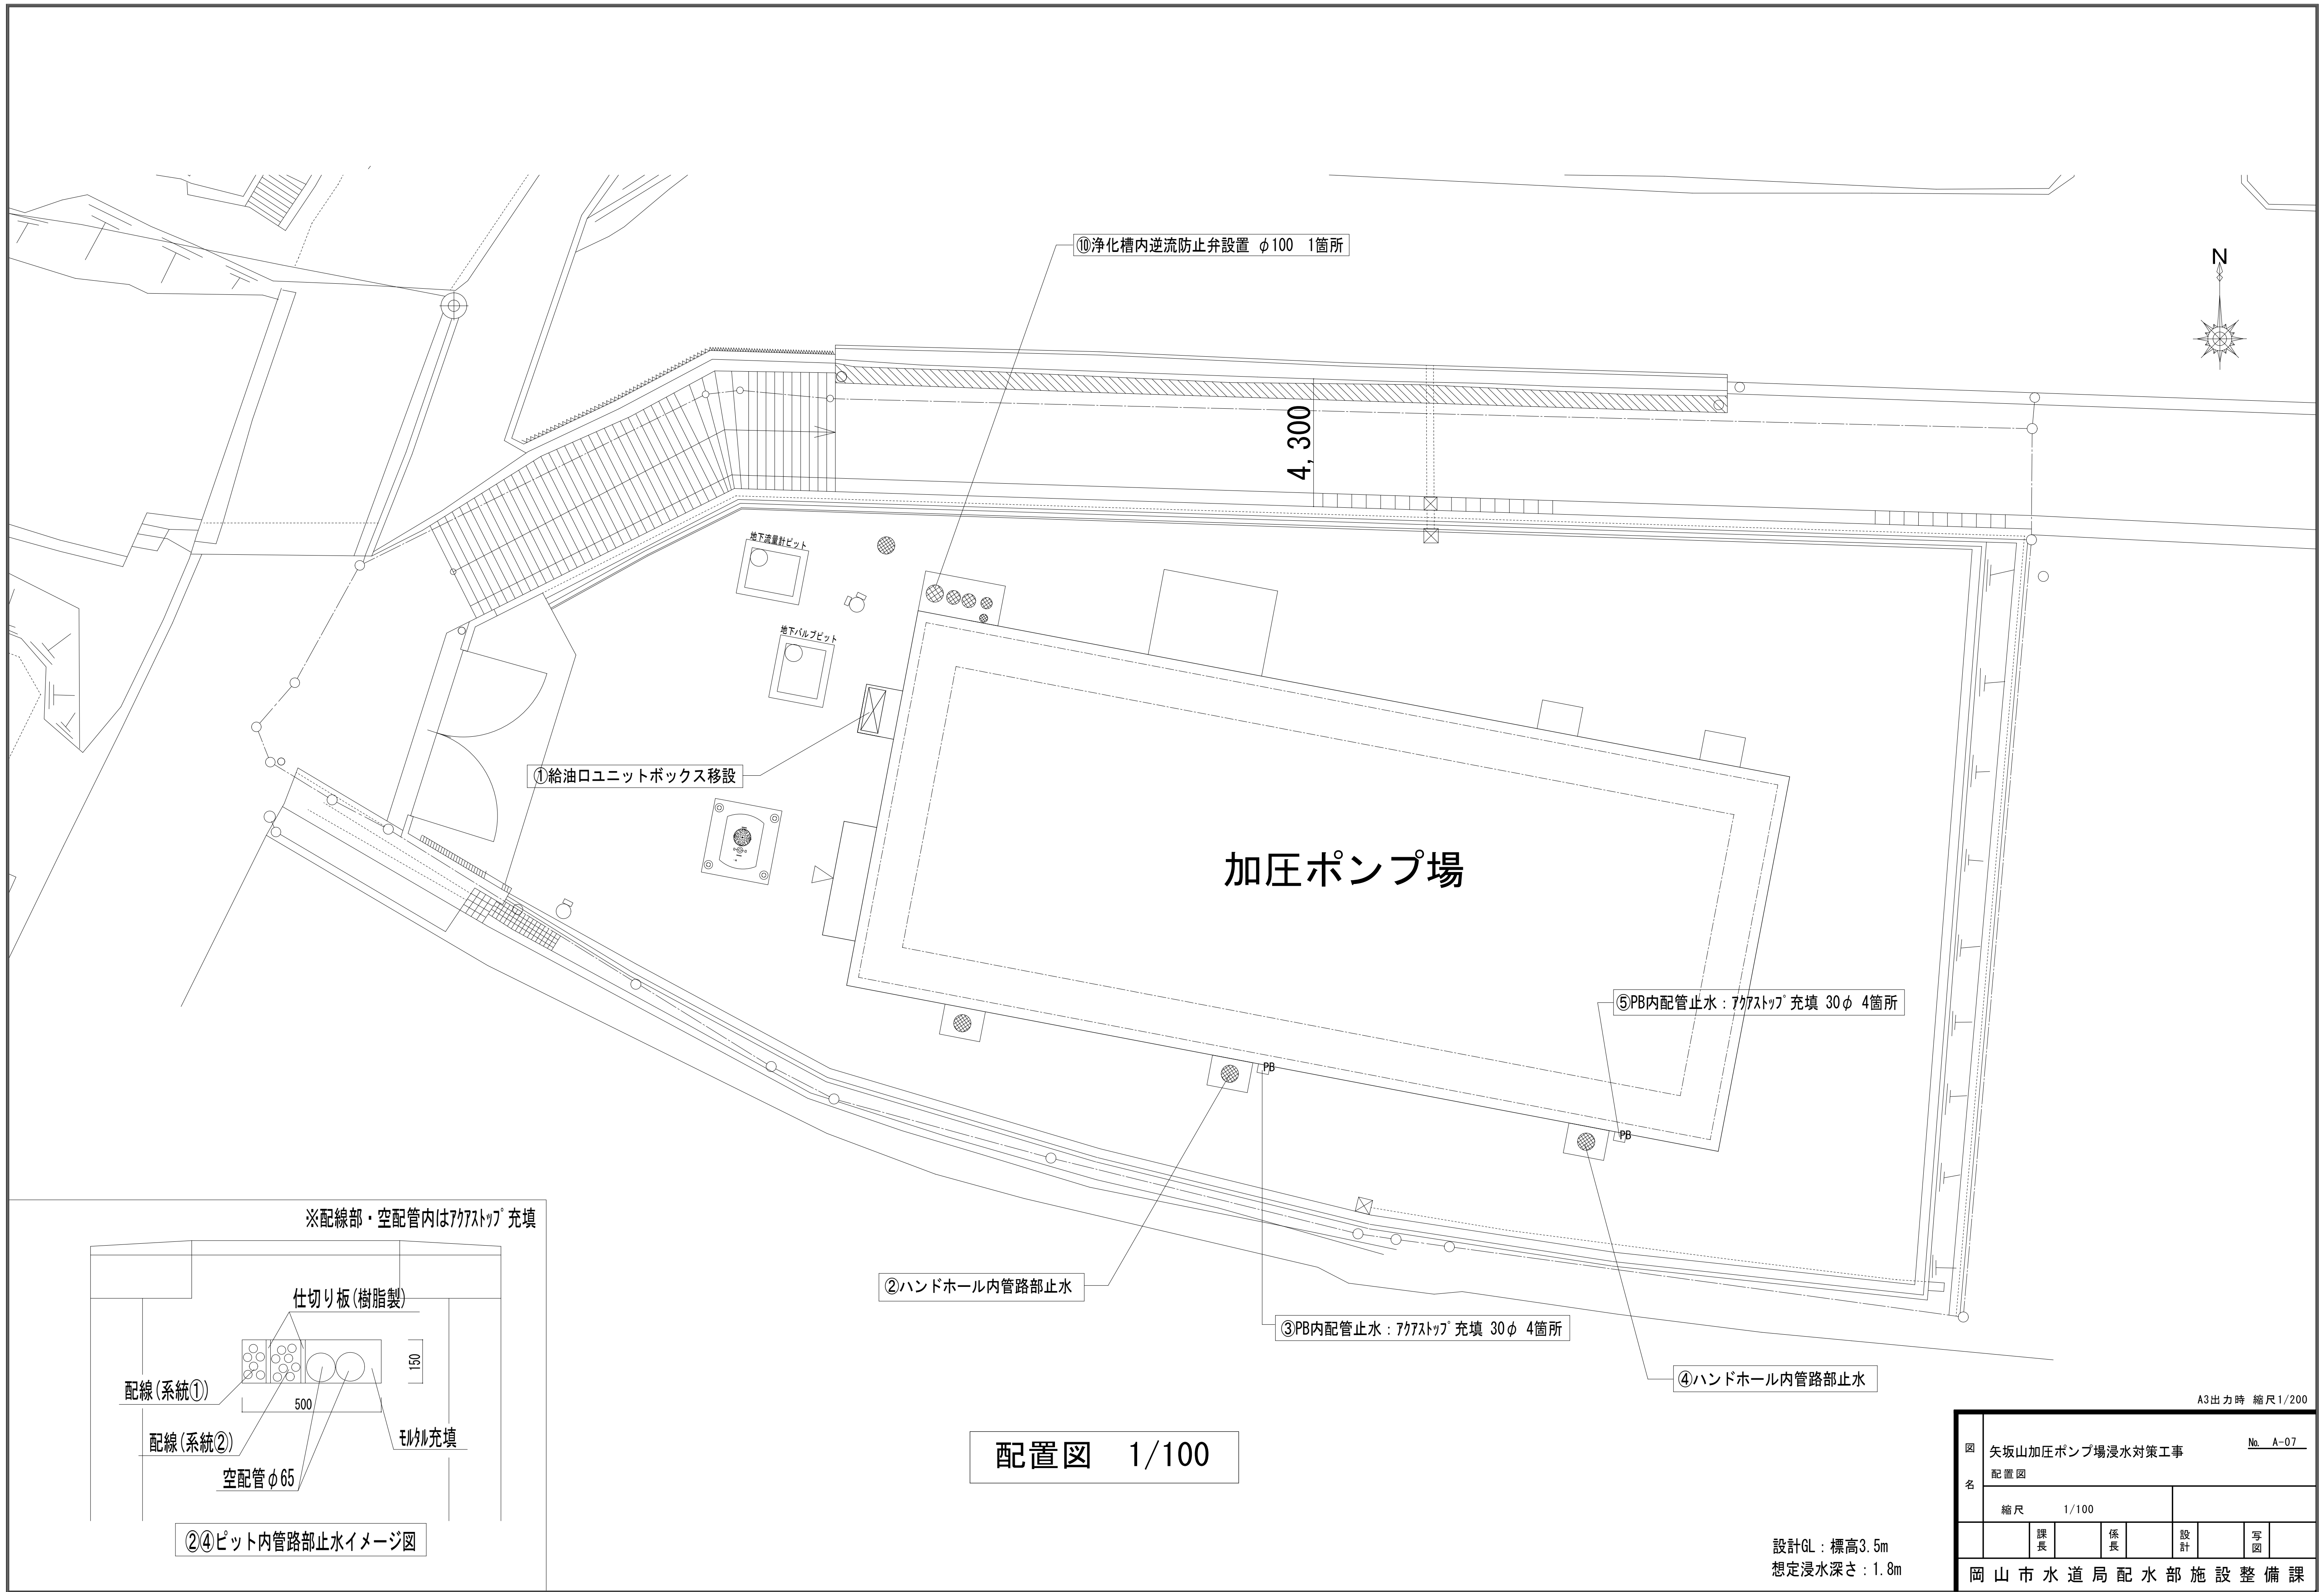 ⑩浄化槽内逆流防止弁設置 φ100 1箇所
N
4,300
地下流量計ピット
地下バルブピット
①給油口ユニットボックス移設
加圧ポンプ場
⑤PB内配管止水：ｱｸｱｽﾄｯﾌﾟ充填 30φ 4箇所
PB
PB
②ハンドホール内管路部止水
③PB内配管止水：ｱｸｱｽﾄｯﾌﾟ充填 30φ 4箇所
④ハンドホール内管路部止水
※配線部・空配管内はｱｸｱｽﾄｯﾌﾟ充填
仕切り板(樹脂製)
150
配線(系統①)
500
配線(系統②)
ﾓﾙﾀﾙ充填
空配管φ65
②④ピット内管路部止水イメージ図
配置図 1/100
設計GL：標高3.5m
想定浸水深さ：1.8m
A3出力時 縮尺1/200
図名
矢坂山加圧ポンプ場浸水対策工事
№ A-07
配置図
縮尺 1/100
課長 係長 設計 写図
岡山市水道局配水部施設整備課